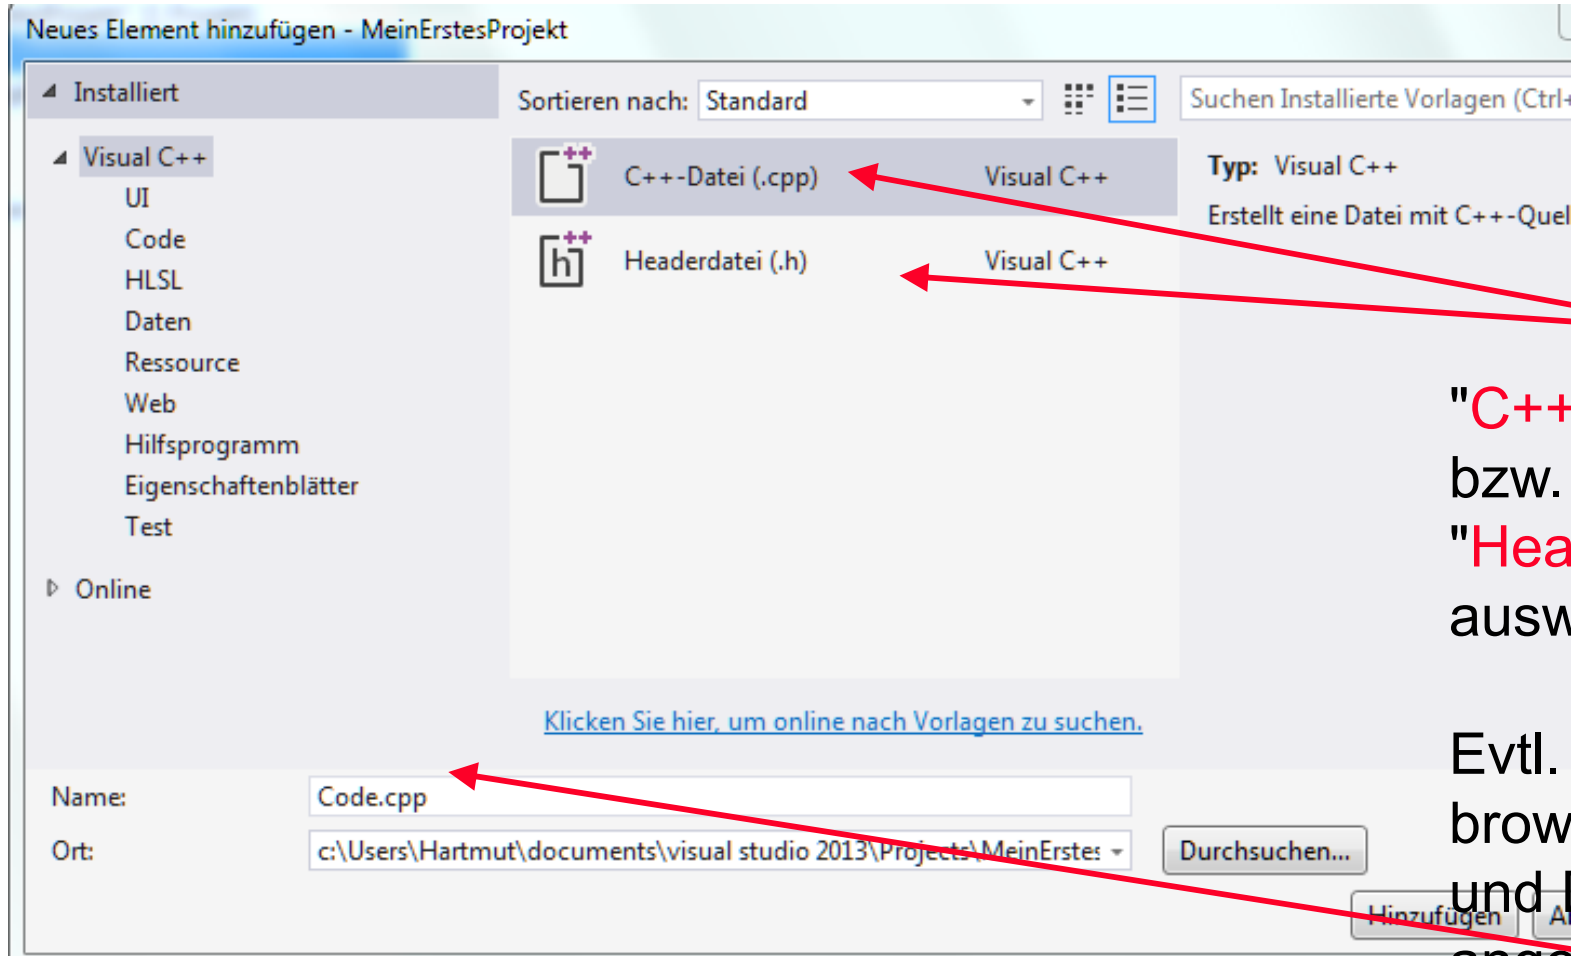 Neues Element hinzufügen - MeinErstesProjekt
Installiert
Visual C++
UI
Code
HLSL
Daten
Ressource
Web
Hilfsprogramm
Eigenschaftenblätter
Test
Online
Sortieren nach: Standard
C++-Datei (.cpp) Visual C++
Headerdatei (.h) Visual C++
Klicken Sie hier, um online nach Vorlagen zu suchen.
Suchen Installierte Vorlagen (Ctrl+
Typ: Visual C++
Erstellt eine Datei mit C++-Quel
"C++
bzw.
"Hea
ausw
Evtl.
brow
und
Name: Code.cpp
Ort: c:\Users\Hartmut\documents\visual studio 2013\Projects\MeinErstes
Durchsuchen...
Hinzufügen